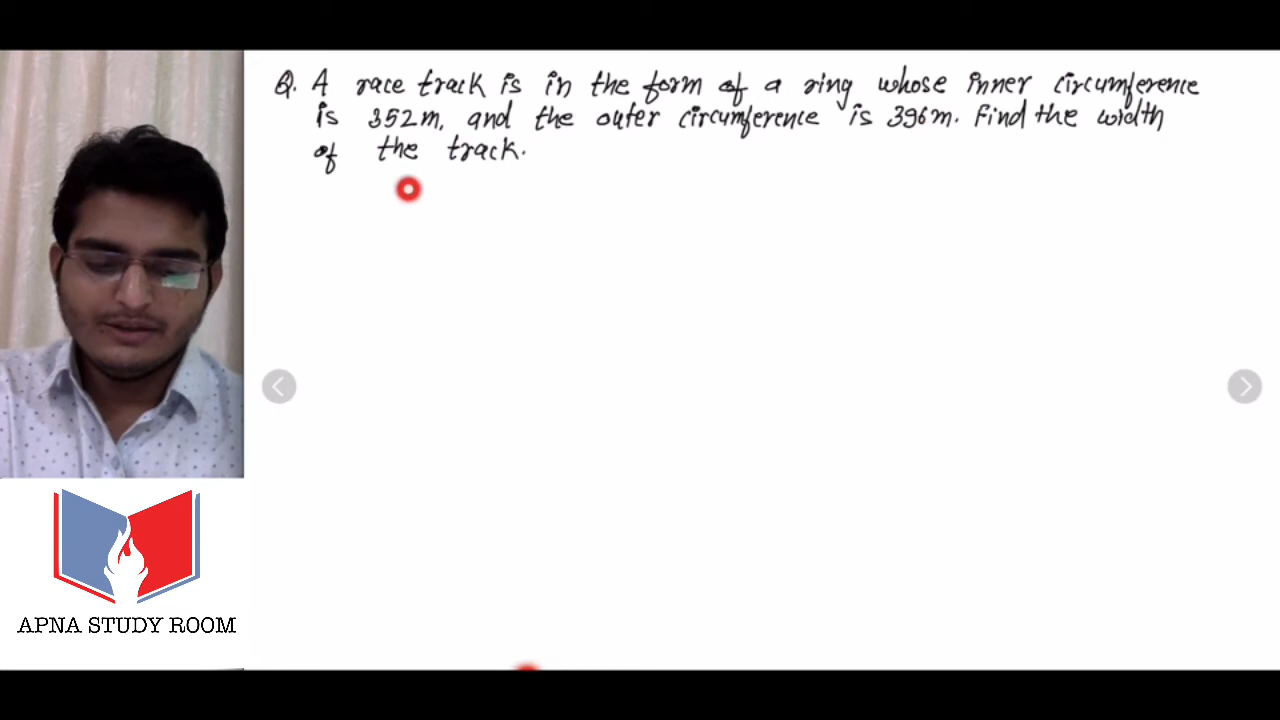 Q. A race track is in the form of a ring whose inner circumference
is 352m, and the outer circumference is 396m. Find the width
of the track.
APNA STUDY ROOM